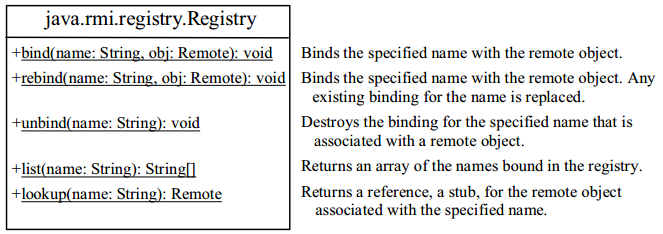 java.rmi.registry.Registry
+bind(name: String, obj: Remote): void Binds the specified name with the remote object.
+rebind(name: String, obj: Remote): void Binds the specified name with the remote object. Any
existing binding for the name is replaced.
+unbind(name: String): void Destroys the binding for the specified name that is
associated with a remote object.
+list(name: String): String[] Returns an array of the names bound in the registry.
+lookup(name: String): Remote Returns a reference, a stub, for the remote object
associated with the specified name.